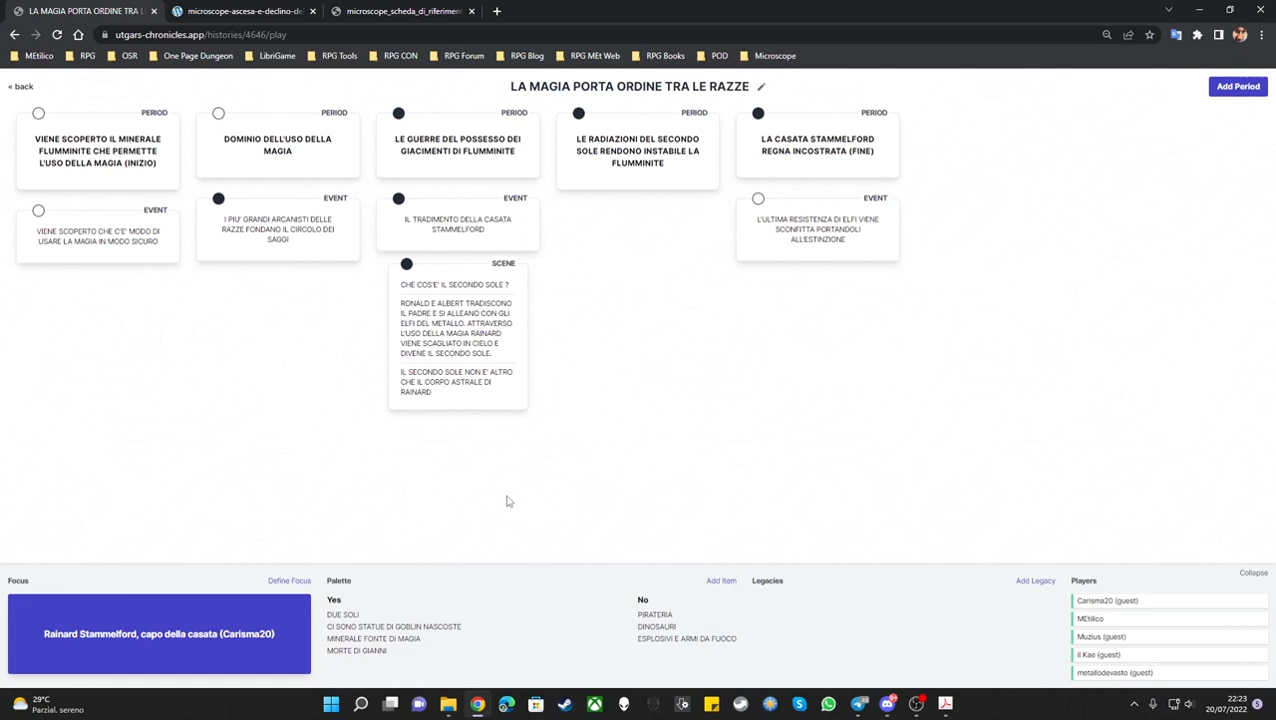 LA MAGIA PORTA ORDINE TRA L
microscope-ascesa-e-declino-del
microscope_scheda_di_riferiment
utgars-chronicles.app/histories/4646/play
MEtilico
RPG
OSR
One Page Dungeon
LibriGame
RPG Tools
RPG CON
RPG Forum
RPG Blog
RPG MEt Web
RPG Books
POD
Microscope
« back
LA MAGIA PORTA ORDINE TRA LE RAZZE
Add Period
PERIOD
VIENE SCOPERTO IL MINERALE
FLUMMINITE CHE PERMETTE
L'USO DELLA MAGIA (INIZIO)
EVENT
VIENE SCOPERTO CHE C'E' MODO DI
USARE LA MAGIA IN MODO SICURO
PERIOD
DOMINIO DELL'USO DELLA
MAGIA
EVENT
I PIU' GRANDI ARCANISTI DELLE
RAZZE FONDANO IL CIRCOLO DEI
SAGGI
PERIOD
LE GUERRE DEL POSSESSO DEI
GIACIMENTI DI FLUMMINITE
EVENT
IL TRADIMENTO DELLA CASATA
STAMMELFORD
SCENE
CHE COS'E' IL SECONDO SOLE ?
RONALD E ALBERT TRADISCONO
IL PADRE E SI ALLEANO CON GLI
ELFI DEL METALLO. ATTRAVERSO
L'USO DELLA MAGIA RAINARD
VIENE SCAGLIATO IN CIELO E
DIVENE IL SECONDO SOLE.
IL SECONDO SOLE NON E' ALTRO
CHE IL CORPO ASTRALE DI
RAINARD
PERIOD
LE RADIAZIONI DEL SECONDO
SOLE RENDONO INSTABILE LA
FLUMMINITE
PERIOD
LA CASATA STAMMELFORD
REGNA INCOSTRATA (FINE)
EVENT
L'ULTIMA RESISTENZA DI ELFI VIENE
SCONFITTA PORTANDOLI
ALL'ESTINZIONE
Collapse
Focus
Define Focus
Rainard Stammelford, capo della casata (Carisma20)
Palette
Add Item
Yes
DUE SOLI
CI SONO STATUE DI GOBLIN NASCOSTE
MINERALE FONTE DI MAGIA
MORTE DI GIANNI
No
PIRATERIA
DINOSAURI
ESPLOSIVI E ARMI DA FUOCO
Legacies
Add Legacy
Players
Carisma20 (guest)
MEtilico
Muzius (guest)
il Kae (guest)
metallodevasto (guest)
29°C
Parzial. sereno
22:23
20/07/2022